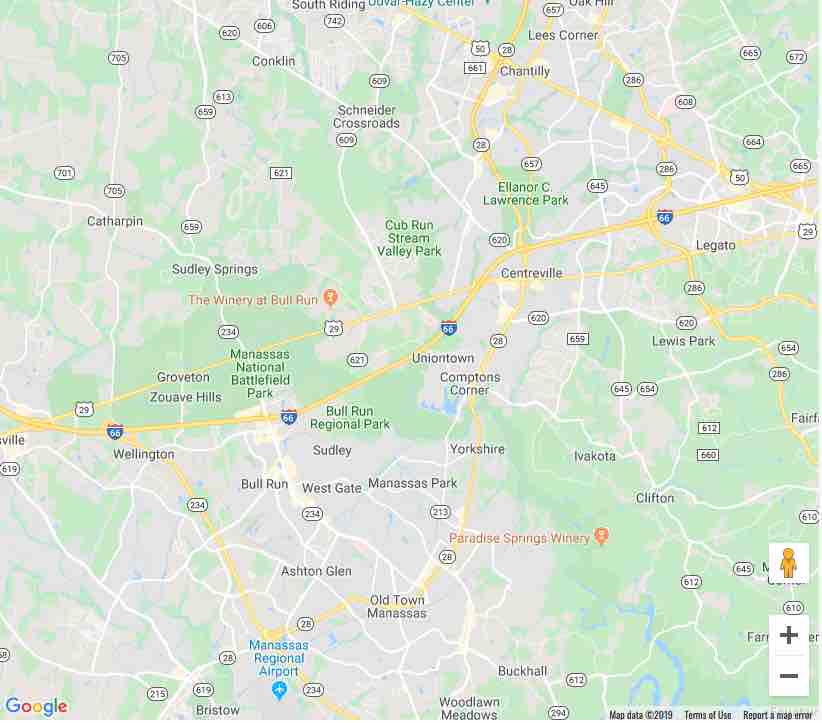 South Riding
Udvar-Hazy Center
Oak Hill
657
742
620
606
Lees Corner
50
28
665
672
705
Conklin
661
Chantilly
609
286
613
659
608
Schneider
Crossroads
609
28
664
657
665
701
621
286
50
705
645
Ellanor C.
Lawrence Park
66
Catharpin
659
Cub Run
Stream
Valley Park
620
29
Legato
Sudley Springs
Centreville
286
The Winery at Bull Run
29
66
620
620
234
28
659
Lewis Park
654
Manassas
National
Battlefield
Park
621
Uniontown
286
Groveton
Comptons
Corner
645
654
Zouave Hills
29
66
Bull Run
Regional Park
612
66
sville
Sudley
Yorkshire
Ivakota
660
619
Wellington
Bull Run
West Gate
Manassas Park
Clifton
234
234
213
610
Paradise Springs Winery
28
645
Ashton Glen
612
Old Town
Manassas
610
28
Manassas
Regional
Airport
28
Buckhall
612
215
619
234
Woodlawn
Meadows
294
Bristow
Google
Map data ©2019
Terms of Use
Report a map error